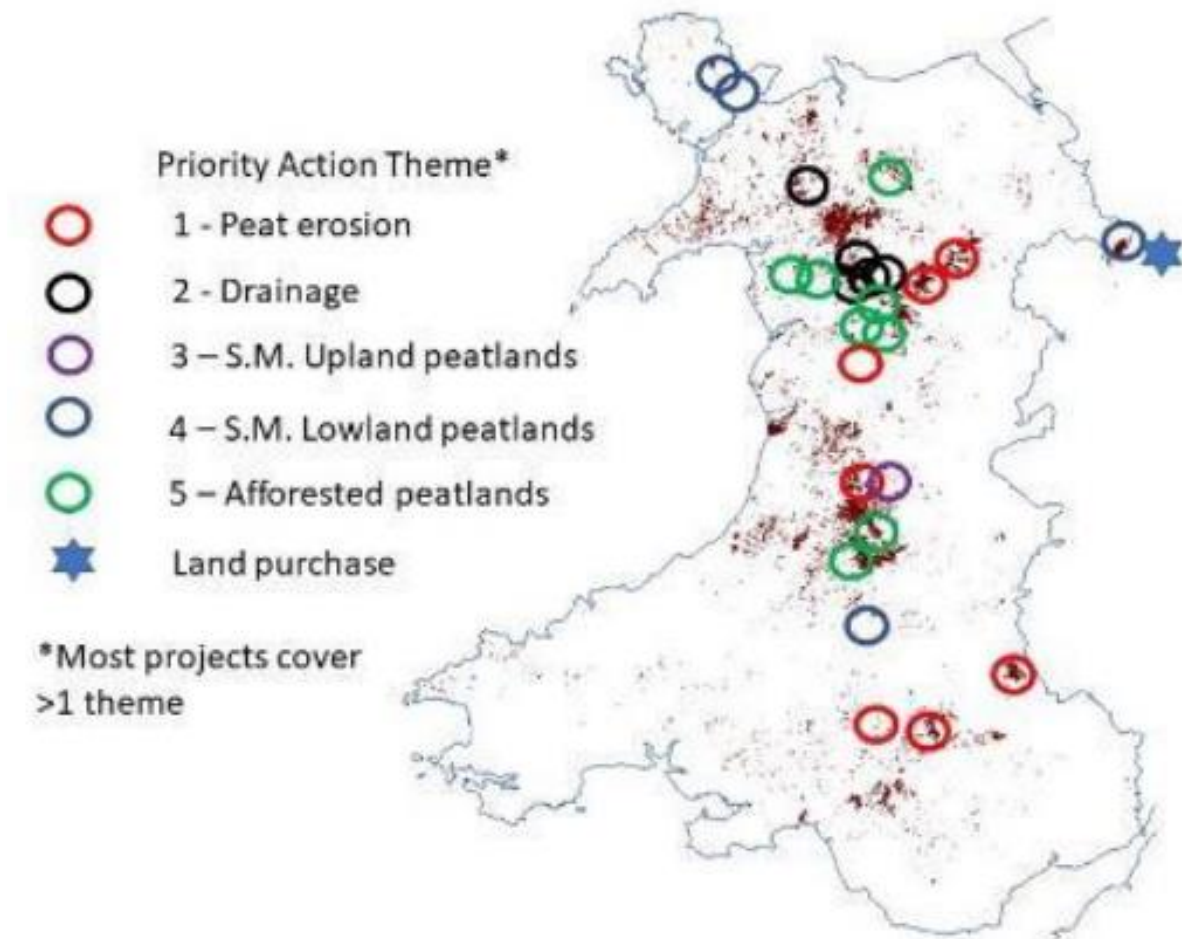 Priority Action Theme*
1 - Peat erosion
2 - Drainage
3 – S.M. Upland peatlands
4 – S.M. Lowland peatlands
5 – Afforested peatlands
Land purchase
*Most projects cover
>1 theme